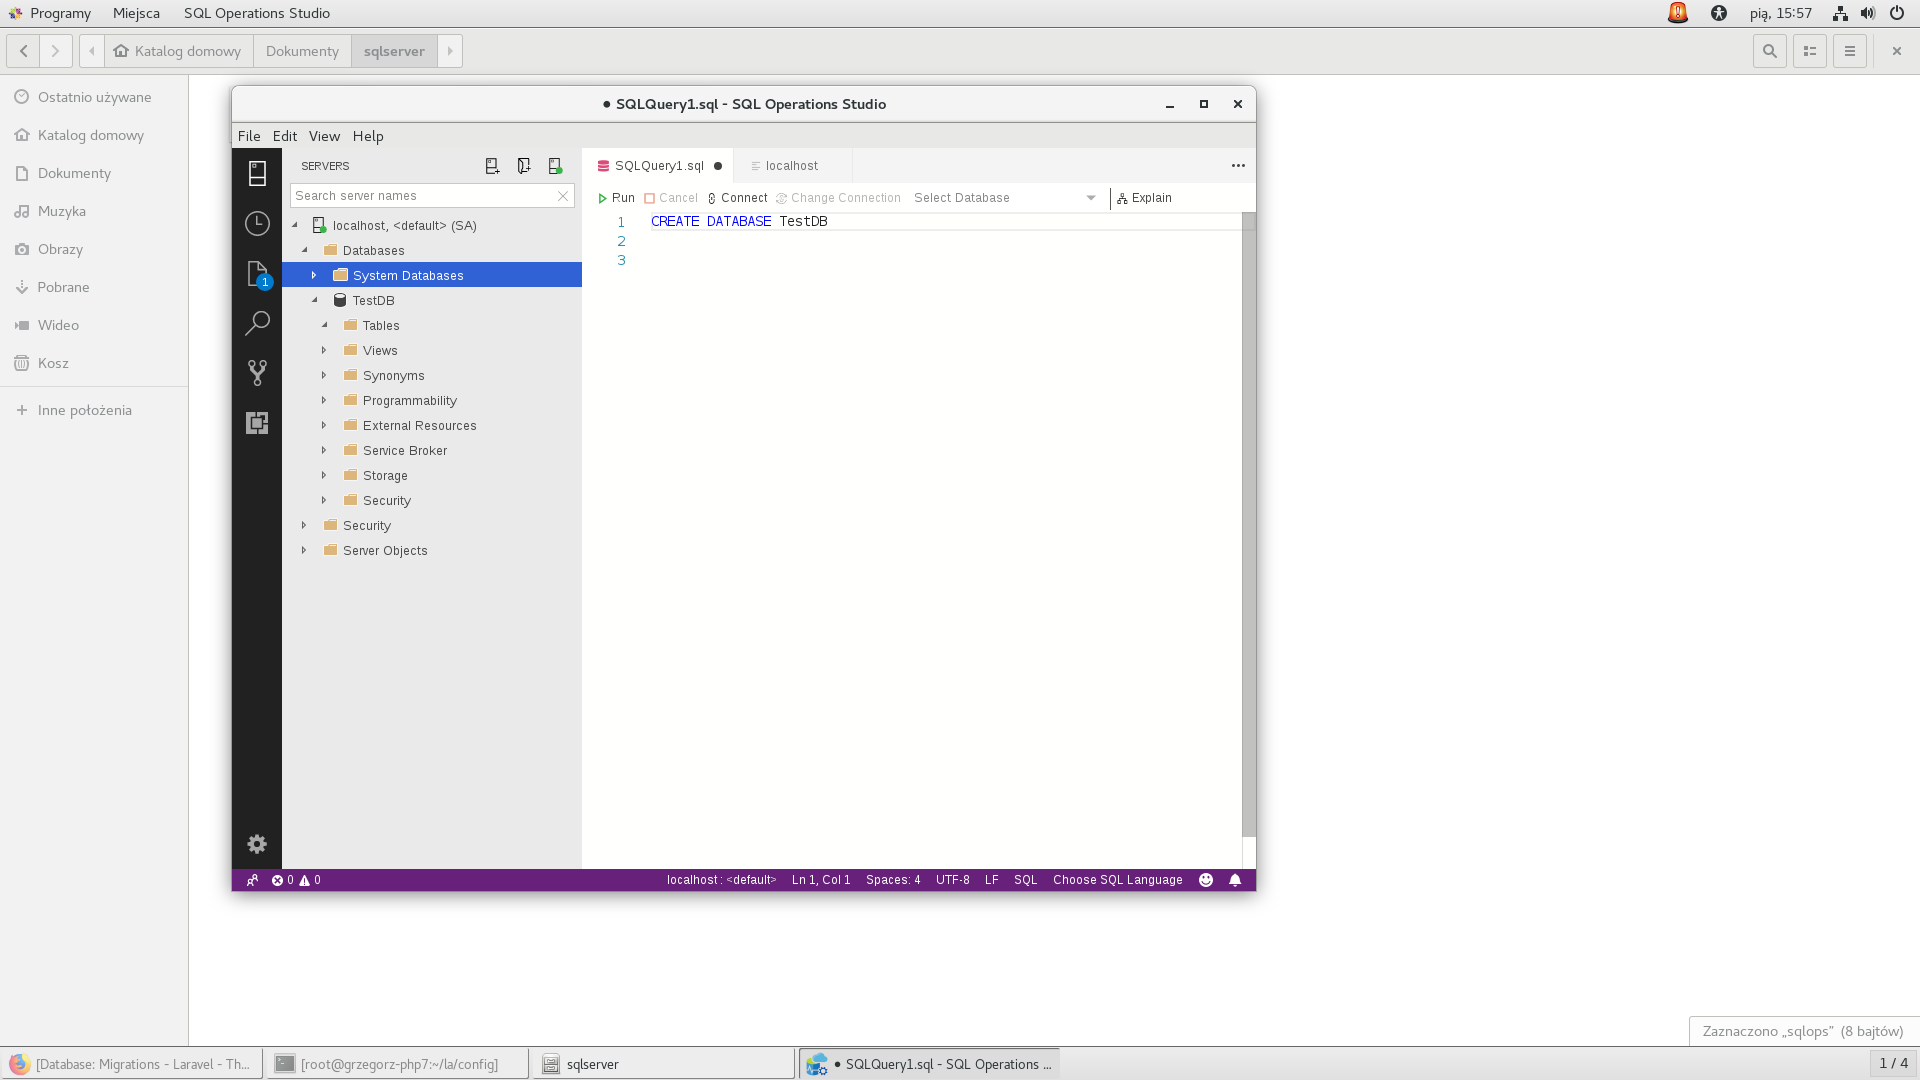 Programy Miejsca SQL Operations Studio pią, 15:57
Katalog domowy Dokumenty sqlserver
Ostatnio używane
Katalog domowy
Dokumenty
Muzyka
Obrazy
Pobrane
Wideo
Kosz
Inne położenia
● SQLQuery1.sql - SQL Operations Studio
File Edit View Help
SERVERS
Search server names
localhost, <default> (SA)
Databases
System Databases
TestDB
Tables
Views
Synonyms
Programmability
External Resources
Service Broker
Storage
Security
Security
Server Objects
1
SQLQuery1.sql ● localhost
Run Cancel Connect Change Connection Select Database Explain
1 CREATE DATABASE TestDB
2
3
0 0 localhost : <default> Ln 1, Col 1 Spaces: 4 UTF-8 LF SQL Choose SQL Language
Zaznaczono „sqlops” (8 bajtów)
[Database: Migrations - Laravel - Th... [root@grzegorz-php7:~/la/config] sqlserver ● SQLQuery1.sql - SQL Operations ... 1 / 4